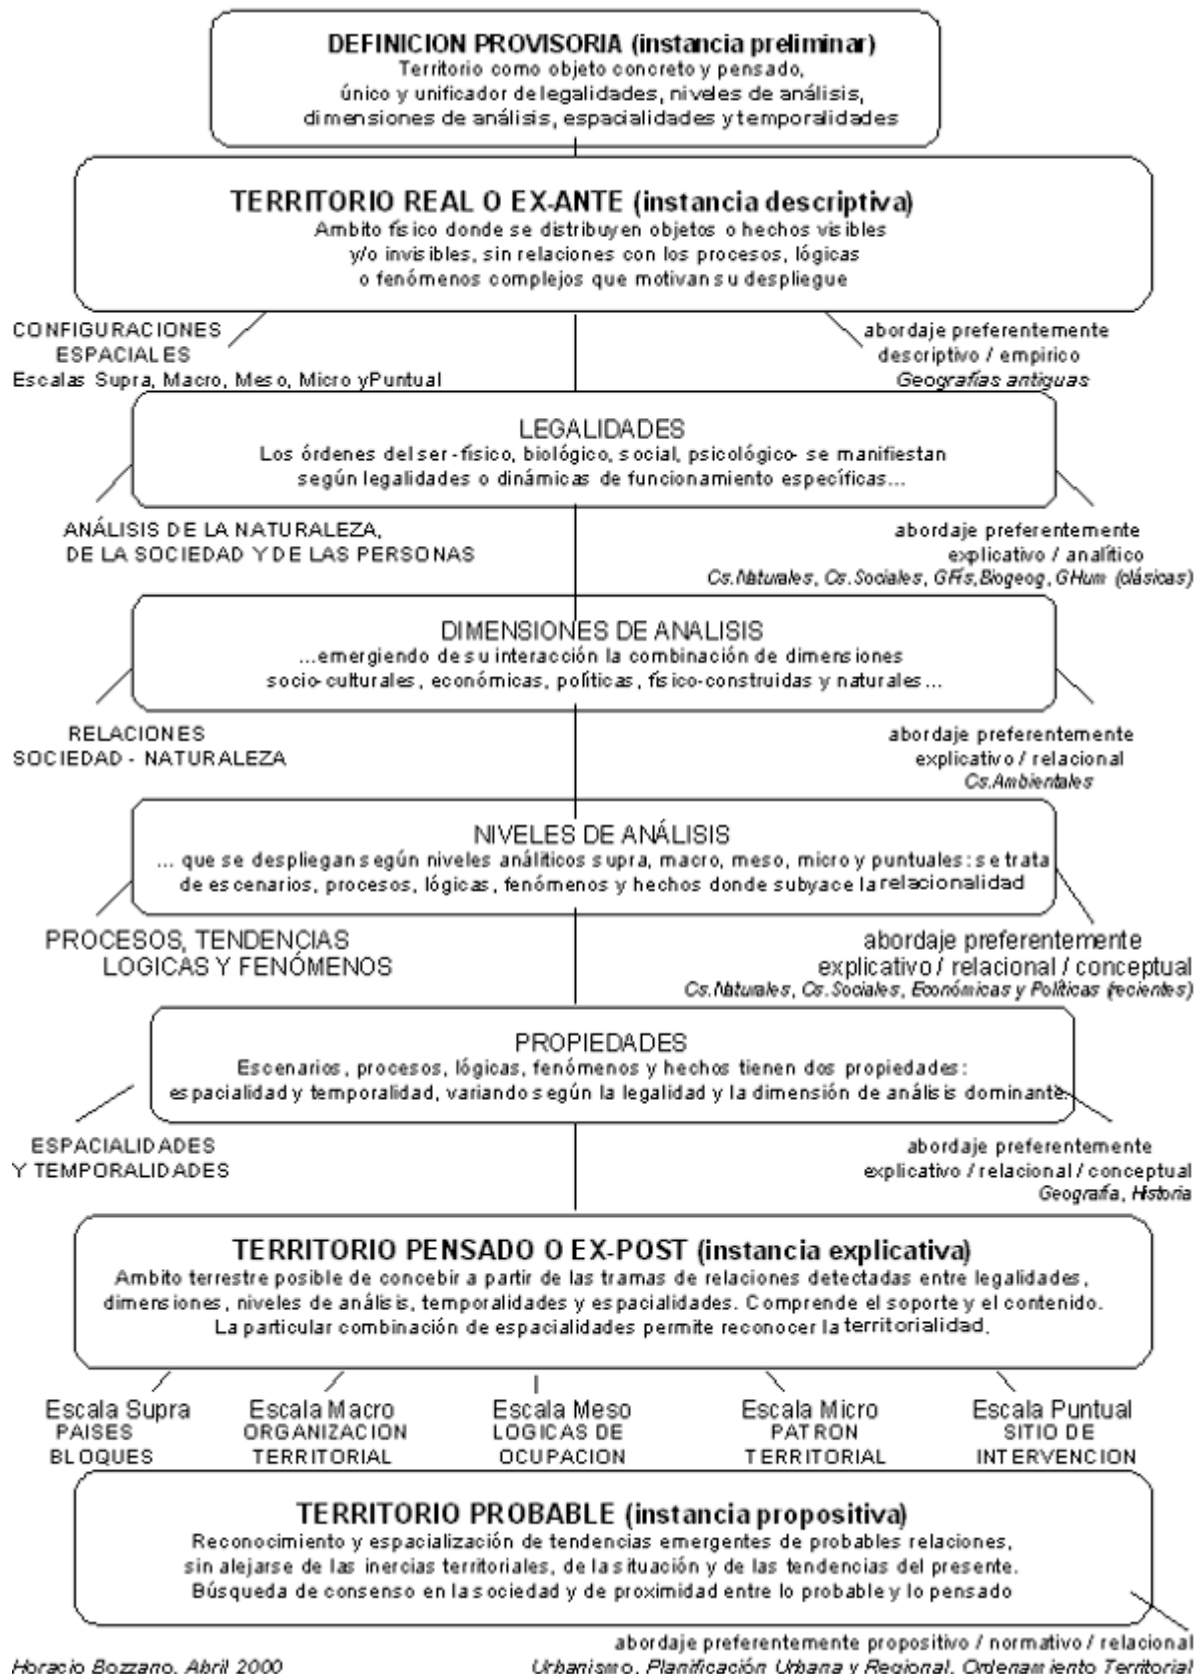 DEFINICION PROVISORIA (instancia preliminar)
Territorio como objeto concreto y pensado,
único y unificador de legalidades, niveles de análisis,
dimensiones de análisis, espacialidades y temporalidades
TERRITORIO REAL O EX-ANTE (instancia descriptiva)
Ambito físico donde se distribuyen objetos o hechos visibles
y/o invisibles, sin relaciones con los procesos, lógicas
o fenómenos complejos que motivan su despliegue
CONFIGURACIONES
ESPACIALES
Escalas Supra, Macro, Meso, Micro y Puntual
abordaje preferentemente
descriptivo / empirico
Geografías antiguas
LEGALIDADES
Los órdenes del ser -físico, biológico, social, psicológico- se manifiestan
según legalidades o dinámicas de funcionamiento específicas...
ANÁLISIS DE LA NATURALEZA,
DE LA SOCIEDAD Y DE LAS PERSONAS
abordaje preferentemente
explicativo / analítico
Cs.Naturales, Cs.Sociales, GFís,Biogeog, GHum (clásicas)
DIMENSIONES DE ANALISIS
...emergiendo de su interacción la combinación de dimensiones
socio-culturales, económicas, políticas, físico-construidas y naturales...
RELACIONES
SOCIEDAD - NATURALEZA
abordaje preferentemente
explicativo / relacional
Cs.Ambientales
NIVELES DE ANÁLISIS
... que se despliegan según niveles análiticos supra, macro, meso, micro y puntuales: se trata
de escenarios, procesos, lógicas, fenómenos y hechos donde subyace la relacionalidad
PROCESOS, TENDENCIAS
LOGICAS Y FENÓMENOS
abordaje preferentemente
explicativo / relacional / conceptual
Cs.Naturales, Cs.Sociales, Económicas y Políticas (recientes)
PROPIEDADES
Escenarios, procesos, lógicas, fenómenos y hechos tienen dos propiedades:
espacialidad y temporalidad, variando según la legalidad y la dimensión de análisis dominante.
ESPACIALIDADES
Y TEMPORALIDADES
abordaje preferentemente
explicativo / relacional / conceptual
Geografía, Historia
TERRITORIO PENSADO O EX-POST (instancia explicativa)
Ambito terrestre posible de concebir a partir de las tramas de relaciones detectadas entre legalidades,
dimensiones, niveles de análisis, temporalidades y espacialidades. Comprende el soporte y el contenido.
La particular combinación de espacialidades permite reconocer la territorialidad.
Escala Supra
PAISES
BLOQUES
Escala Macro
ORGANIZACION
TERRITORIAL
Escala Meso
LOGICAS DE
OCUPACION
Escala Micro
PATRON
TERRITORIAL
Escala Puntual
SITIO DE
INTERVENCION
TERRITORIO PROBABLE (instancia propositiva)
Reconocimiento y espacialización de tendencias emergentes de probables relaciones,
sin alejarse de las inercias territoriales, de la situación y de las tendencias del presente.
Búsqueda de consenso en la sociedad y de proximidad entre lo probable y lo pensado
abordaje preferentemente propositivo / normativo / relacional
Horacio Bozzano, Abril 2000
Urbanismo, Planificación Urbana y Regional, Ordenamiento Territorial